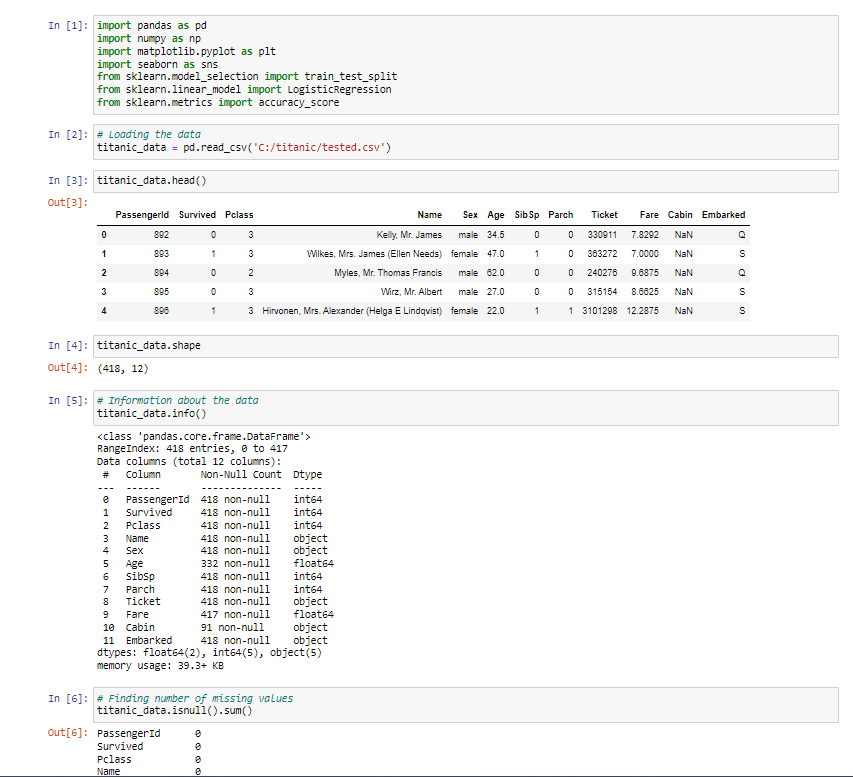 In [1]: import pandas as pd
import numpy as np
import matplotlib.pyplot as plt
import seaborn as sns
from sklearn.model_selection import train_test_split
from sklearn.linear_model import LogisticRegression
from sklearn.metrics import accuracy_score
In [2]: # Loading the data
titanic_data = pd.read_csv('C:/titanic/tested.csv')
In [3]: titanic_data.head()
Out[3]:
PassengerId Survived Pclass Name Sex Age SibSp Parch Ticket Fare Cabin Embarked
0 892 0 3 Kelly, Mr. James male 34.5 0 0 330911 7.8292 NaN Q
1 893 1 3 Wilkes, Mrs. James (Ellen Needs) female 47.0 1 0 363272 7.0000 NaN S
2 894 0 2 Myles, Mr. Thomas Francis male 62.0 0 0 240276 9.6875 NaN Q
3 895 0 3 Wirz, Mr. Albert male 27.0 0 0 315154 8.6625 NaN S
4 896 1 3 Hirvonen, Mrs. Alexander (Helga E Lindqvist) female 22.0 1 1 3101298 12.2875 NaN S
In [4]: titanic_data.shape
Out[4]: (418, 12)
In [5]: # Information about the data
titanic_data.info()
<class 'pandas.core.frame.DataFrame'>
RangeIndex: 418 entries, 0 to 417
Data columns (total 12 columns):
# Column Non-Null Count Dtype
--- ------ -------------- -----
0 PassengerId 418 non-null int64
1 Survived 418 non-null int64
2 Pclass 418 non-null int64
3 Name 418 non-null object
4 Sex 418 non-null object
5 Age 332 non-null float64
6 SibSp 418 non-null int64
7 Parch 418 non-null int64
8 Ticket 418 non-null object
9 Fare 417 non-null float64
10 Cabin 91 non-null object
11 Embarked 418 non-null object
dtypes: float64(2), int64(5), object(5)
memory usage: 39.3+ KB
In [6]: # Finding number of missing values
titanic_data.isnull().sum()
Out[6]: PassengerId 0
Survived 0
Pclass 0
Name 0